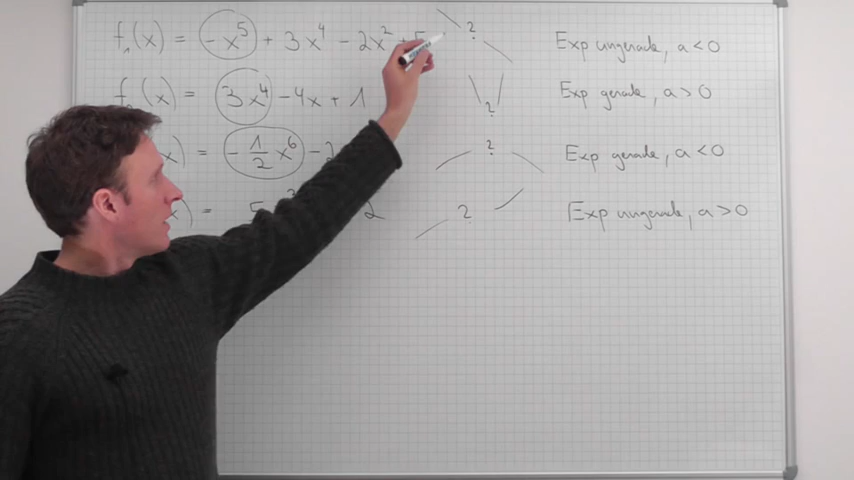 f₁(x) = -x⁵ + 3x⁴ - 2x² + 5 ? Exp ungerade, a < 0
(x) = 3x⁴ - 4x + 1 ? Exp gerade, a > 0
x) = -1/2 x⁶ - 2 ? Exp gerade, a < 0
x) = 5 2 ? Exp ungerade, a > 0